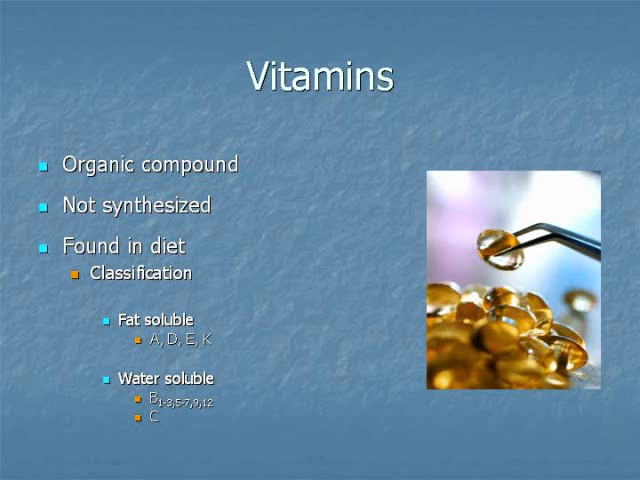 Vitamins
Organic compound
Not synthesized
Found in diet
Classification
Fat soluble
A, D, E, K
Water soluble
B1-3,5-7,9,12
C